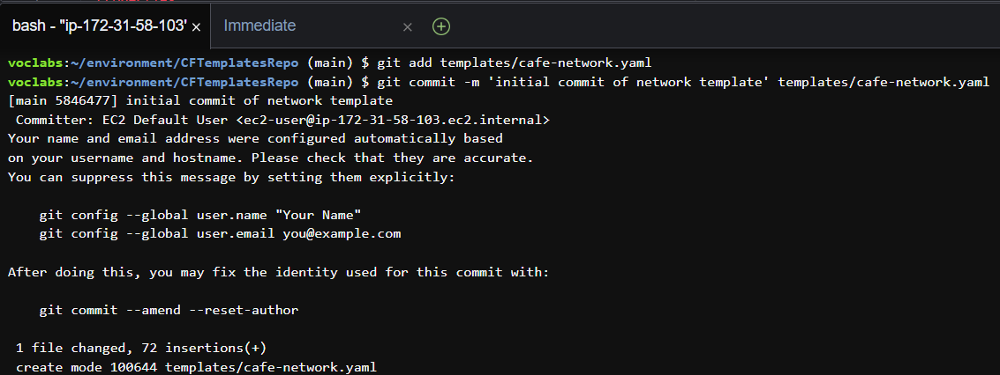 bash - "ip-172-31-58-103' × Immediate ×
voclabs:~/environment/CFTemplatesRepo (main) $ git add templates/cafe-network.yaml
voclabs:~/environment/CFTemplatesRepo (main) $ git commit -m 'initial commit of network template' templates/cafe-network.yaml
[main 5846477] initial commit of network template
 Committer: EC2 Default User <ec2-user@ip-172-31-58-103.ec2.internal>
Your name and email address were configured automatically based
on your username and hostname. Please check that they are accurate.
You can suppress this message by setting them explicitly:
    git config --global user.name "Your Name"
    git config --global user.email you@example.com
After doing this, you may fix the identity used for this commit with:
    git commit --amend --reset-author
 1 file changed, 72 insertions(+)
 create mode 100644 templates/cafe-network.yaml